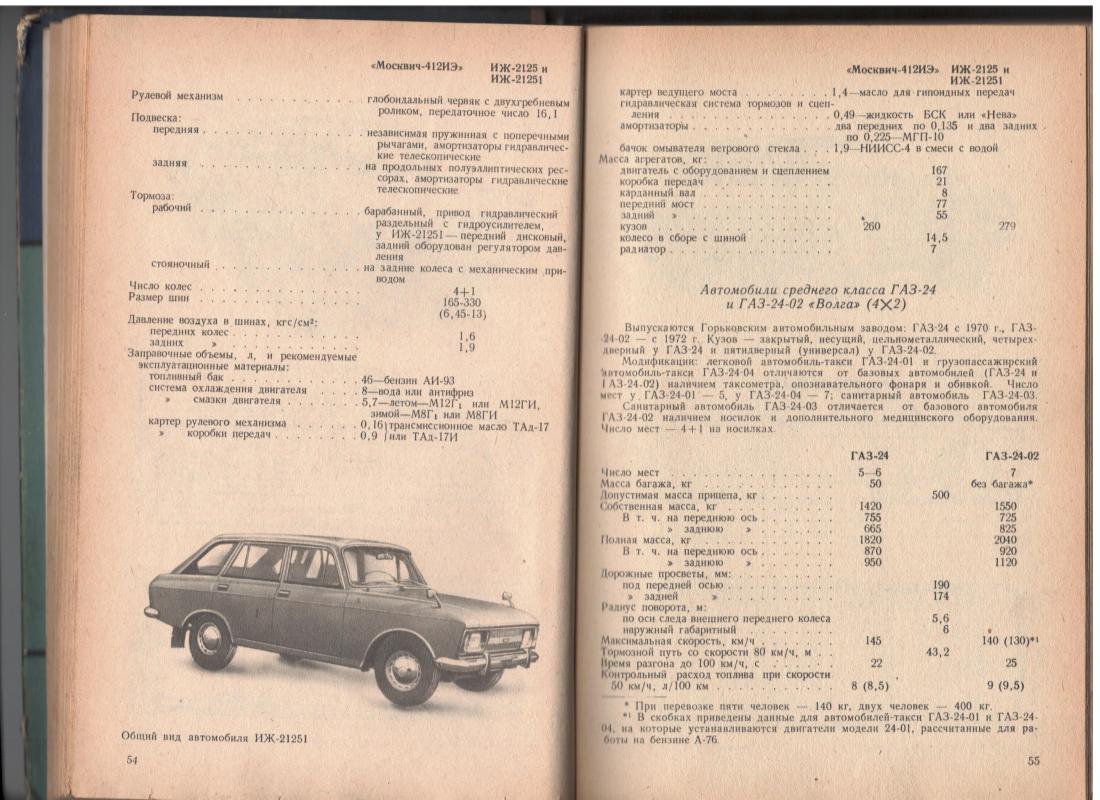 «Москвич-412ИЭ» ИЖ-2125 и
ИЖ-21251
Рулевой механизм . . . . . . . . . . . глобоидальный червяк с двухгребневым
роликом, передаточное число 16,1
Подвеска:
передняя . . . . . . . . . . . . . независимая пружинная с поперечными
рычагами, амортизаторы гидравличес-
кие телескопические
задняя . . . . . . . . . . . . . . на продольных полуэллиптических рес-
сорах, амортизаторы гидравлические
телескопические
Тормоза:
рабочий . . . . . . . . . . . . . барабанный, привод гидравлический
раздельный с гидроусилителем,
у ИЖ-21251 — передний дисковый,
задний оборудован регулятором дав-
ления
стояночный . . . . . . . . . . . . на задние колеса с механическим при-
водом
Число колес . . . . . . . . . . . . . 4+1
Размер шин . . . . . . . . . . . . . 165-330
(6,45-13)
Давление воздуха в шинах, кгс/см²:
передних колес . . . . . . . . . . . 1,6
задних » . . . . . . . . . . . 1,9
Заправочные объемы, л, и рекомендуемые
эксплуатационные материалы:
топливный бак . . . . . . . . . . . 46—бензин АИ-93
система охлаждения двигателя . . . . . 8—вода или антифриз
» смазки двигателя . . . . . . . 5,7—летом—М12Г₁ или М12ГИ,
зимой—М8Г₁ или М8ГИ
картер рулевого механизма . . . . . . 0,16 }трансмиссионное масло ТАд-17
» коробки передач . . . . . . . . 0,9 }или ТАд-17И
Общий вид автомобиля ИЖ-21251
54
«Москвич-412ИЭ» ИЖ-2125 и
ИЖ-21251
картер ведущего моста . . . . . . . . 1,4—масло для гипоидных передач
гидравлическая система тормозов и сцеп-
ления . . . . . . . . . . . . . . 0,49—жидкость БСК или «Нева»
амортизаторы . . . . . . . . . . . . два передних по 0,135 и два задних
по 0,225—МГП-10
бачок омывателя ветрового стекла . . . 1,9—НИИСС-4 в смеси с водой
Масса агрегатов, кг:
двигатель с оборудованием и сцеплением 167
коробка передач . . . . . . . . . . 21
карданный вал . . . . . . . . . . . 8
передний мост . . . . . . . . . . . 77
задний » . . . . . . . . . . . 55
кузов . . . . . . . . . . . . . . 260 279
колесо в сборе с шиной . . . . . . . 14,5
радиатор . . . . . . . . . . . . . 7
Автомобили среднего класса ГАЗ-24
и ГАЗ-24-02 «Волга» (4×2)
Выпускаются Горьковским автомобильным заводом: ГАЗ-24 с 1970 г., ГАЗ-
24-02 — с 1972 г. Кузов — закрытый, несущий, цельнометаллический, четырех-
дверный у ГАЗ-24 и пятидверный (универсал) у ГАЗ-24-02.
Модификации: легковой автомобиль-такси ГАЗ-24-01 и грузопассажирский
автомобиль-такси ГАЗ-24-04 отличаются от базовых автомобилей (ГАЗ-24 и
ГАЗ-24-02) наличием таксометра, опознавательного фонаря и обивкой. Число
мест у ГАЗ-24-01 — 5, у ГАЗ-24-04 — 7; санитарный автомобиль ГАЗ-24-03.
Санитарный автомобиль ГАЗ-24-03 отличается от базового автомобиля
ГАЗ-24-02 наличием носилок и дополнительного медицинского оборудования.
Число мест — 4+1 на носилках.
ГАЗ-24 ГАЗ-24-02
Число мест . . . . . . . . . . . . . 5—6 7
Масса багажа, кг . . . . . . . . . . . 50 без багажа*
Допустимая масса прицепа, кг . . . . . . . 500
Собственная масса, кг . . . . . . . . . 1420 1550
В т. ч. на переднюю ось . . . . . . . 755 725
» заднюю » . . . . . . . 665 825
Полная масса, кг . . . . . . . . . . . 1820 2040
В т. ч. на переднюю ось . . . . . . . 870 920
» заднюю » . . . . . . . 950 1120
Дорожные просветы, мм:
под передней осью . . . . . . . . . . 190
» задней » . . . . . . . . . . 174
Радиус поворота, м:
по оси следа внешнего переднего колеса 5,6
наружный габаритный . . . . . . . . . 6
Максимальная скорость, км/ч . . . . . . . 145 140 (130)*¹
Тормозной путь со скорости 80 км/ч, м . . 43,2
Время разгона до 100 км/ч, с . . . . . . 22 25
Контрольный расход топлива при скорости
50 км/ч, л/100 км . . . . . . . . . . 8 (8,5) 9 (9,5)
* При перевозке пяти человек — 140 кг, двух человек — 400 кг.
*¹ В скобках приведены данные для автомобилей-такси ГАЗ-24-01 и ГАЗ-24-
04, на которые устанавливаются двигатели модели 24-01, рассчитанные для ра-
боты на бензине А-76.
55